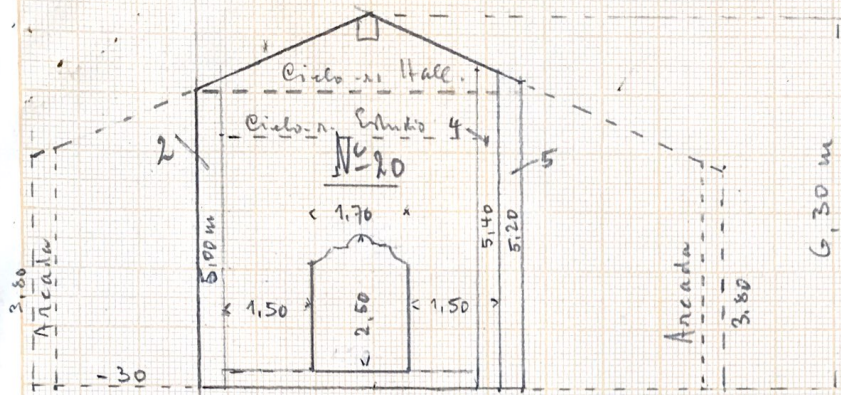 Cielo-r. Hall.
Cielo-r. Estudio 4
2
Nº 20
5
1,70
5,00 m
5,40
5,20
6,30 m
3,80
Arcada
1,50
2,50
1,50
Arcada
3.80
-30